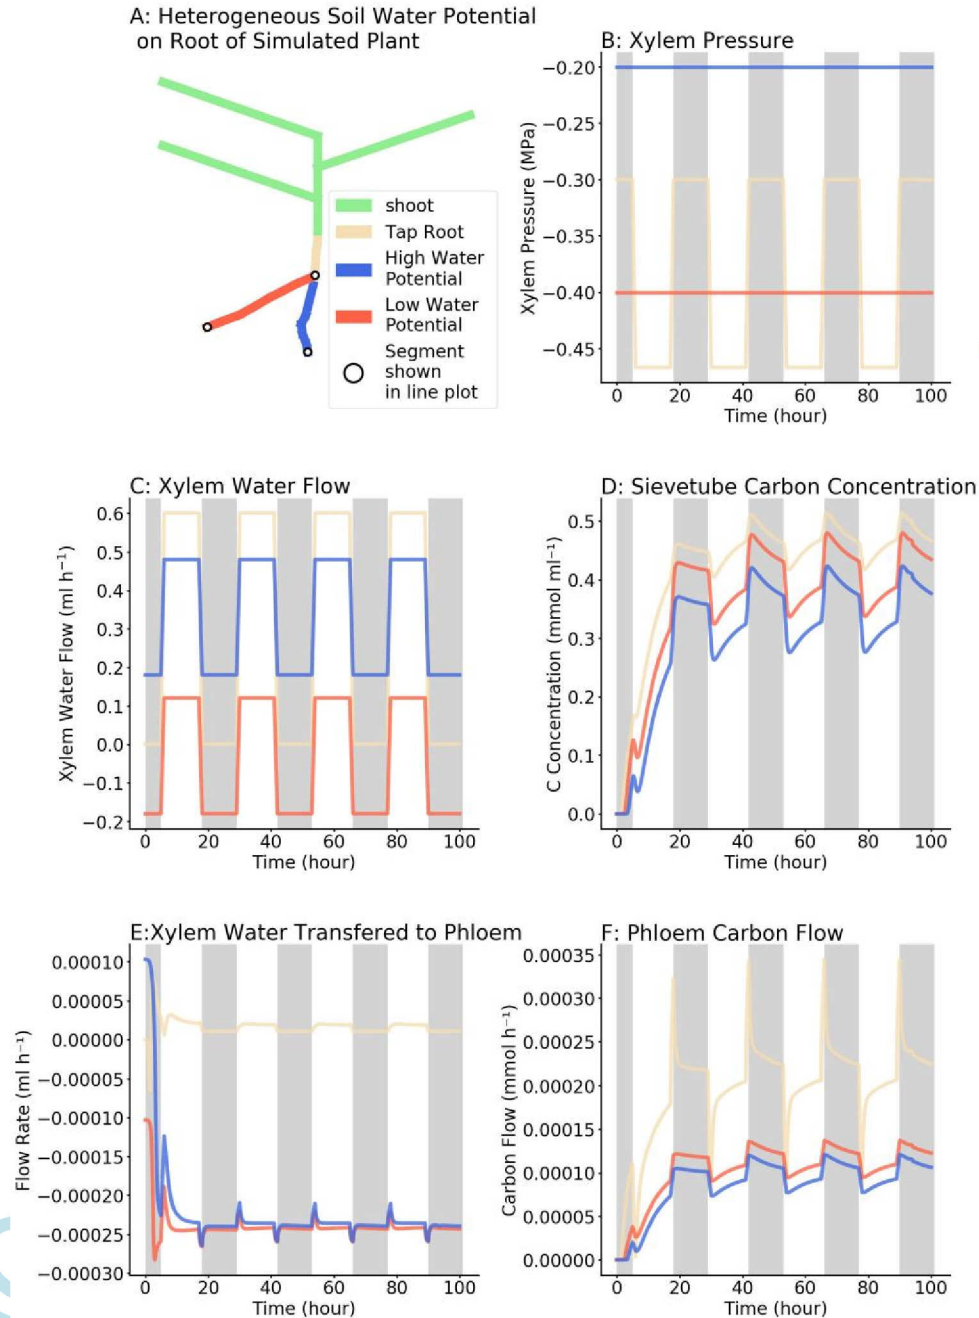 A: Heterogeneous Soil Water Potential
on Root of Simulated Plant
shoot
Tap Root
High Water
Potential
Low Water
Potential
Segment
shown
in line plot
B: Xylem Pressure
Xylem Pressure (MPa)
−0.20
−0.25
−0.30
−0.35
−0.40
−0.45
0 20 40 60 80 100
Time (hour)
C: Xylem Water Flow
Xylem Water Flow (ml h⁻¹)
0.6
0.5
0.4
0.3
0.2
0.1
0.0
−0.1
−0.2
0 20 40 60 80 100
Time (hour)
D: Sievetube Carbon Concentration
C Concentration (mmol ml⁻¹)
0.5
0.4
0.3
0.2
0.1
0.0
0 20 40 60 80 100
Time (hour)
E:Xylem Water Transfered to Phloem
Flow Rate (ml h⁻¹)
0.00010
0.00005
0.00000
−0.00005
−0.00010
−0.00015
−0.00020
−0.00025
−0.00030
0 20 40 60 80 100
Time (hour)
F: Phloem Carbon Flow
Carbon Flow (mmol h⁻¹)
0.00035
0.00030
0.00025
0.00020
0.00015
0.00010
0.00005
0.00000
0 20 40 60 80 100
Time (hour)